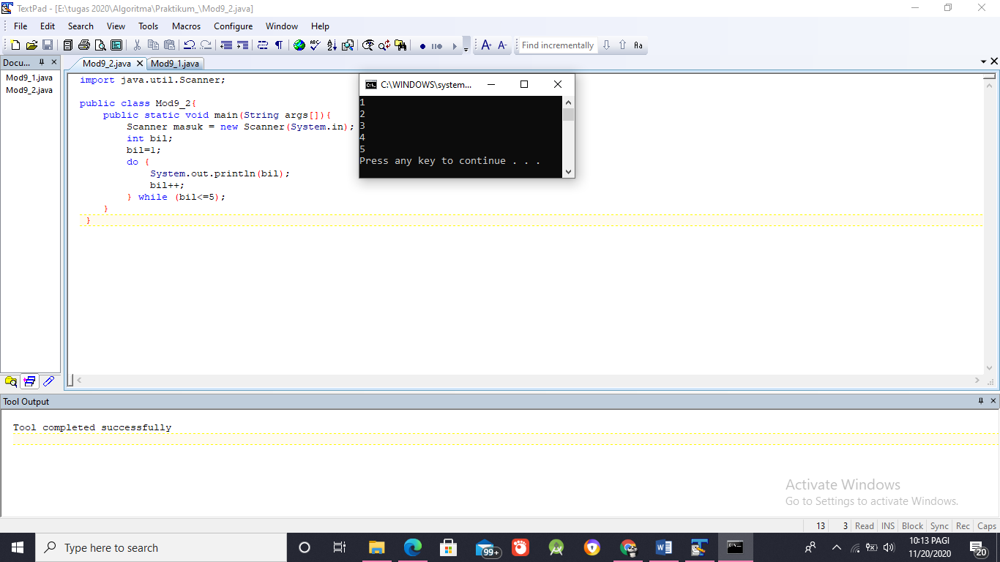 TextPad - [E:\tugas 2020\Algoritma\Praktikum_\Mod9_2.java]
File Edit Search View Tools Macros Configure Window Help
Find incrementally
Docu...
Mod9_2.java Mod9_1.java
Mod9_1.java
Mod9_2.java
import java.util.Scanner;
public class Mod9_2{
public static void main(String args[]){
Scanner masuk = new Scanner(System.in);
int bil;
bil=1;
do {
System.out.println(bil);
bil++;
} while (bil<=5);
}
}
C:\WINDOWS\system...
1
2
3
4
5
Press any key to continue . . .
Tool Output
Tool completed successfully
Activate Windows
Go to Settings to activate Windows.
13 3 Read INS Block Sync Rec Caps
Type here to search
99+
10:13 PAGI
11/20/2020
20